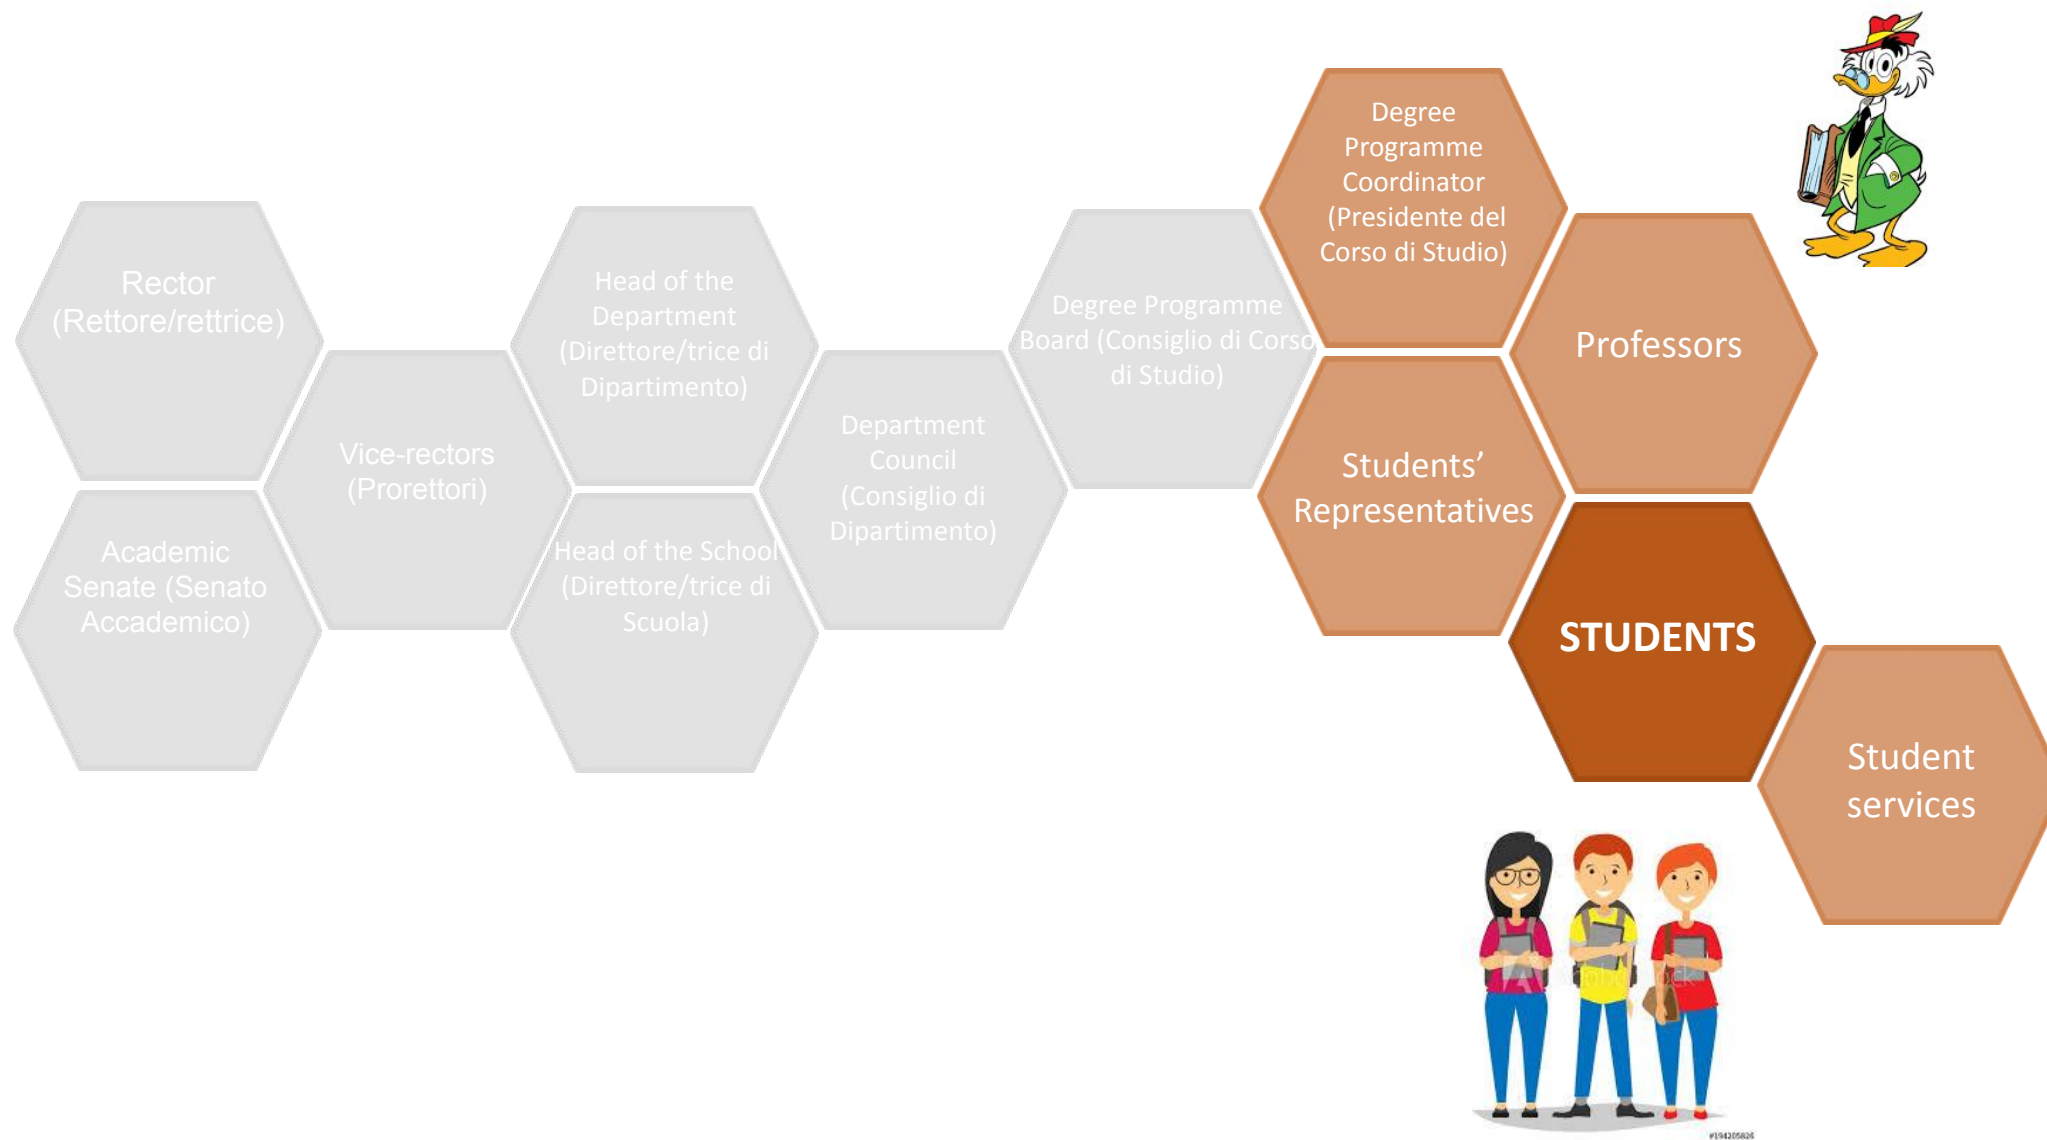 Rector
(Rettore/rettrice)
Academic
Senate (Senato
Accademico)
Vice-rectors
(Prorettori)
Head of the
Department
(Direttore/trice di
Dipartimento)
Head of the School
(Direttore/trice di
Scuola)
Department
Council
(Consiglio di
Dipartimento)
Degree Programme
Board (Consiglio di Corso
di Studio)
Degree
Programme
Coordinator
(Presidente del
Corso di Studio)
Students’
Representatives
Professors
STUDENTS
Student
services
#194205826